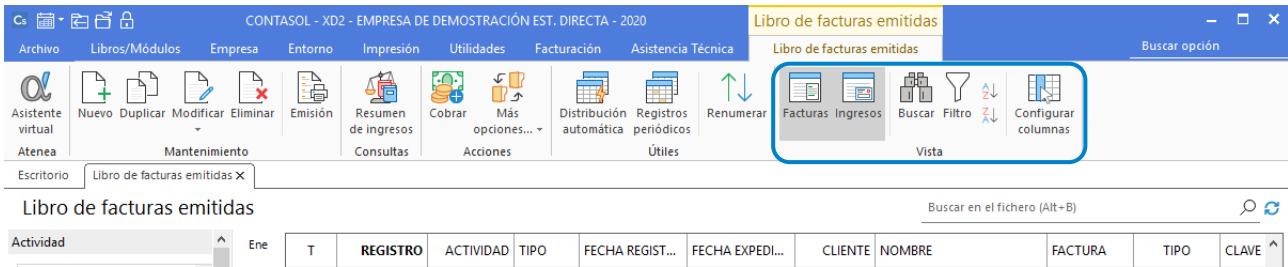 Cs CONTASOL - XD2 - EMPRESA DE DEMOSTRACIÓN EST. DIRECTA - 2020 Libro de facturas emitidas
Archivo Libros/Módulos Empresa Entorno Impresión Utilidades Facturación Asistencia Técnica Libro de facturas emitidas Buscar opción
Asistente virtual Nuevo Duplicar Modificar Eliminar Emisión Resumen de ingresos Cobrar Más opciones... Distribución automática Registros periódicos Renumerar Facturas Ingresos Buscar Filtro A Z Z A Configurar columnas
Atenea Mantenimiento Consultas Acciones Útiles Vista
Escritorio Libro de facturas emitidas X
Libro de facturas emitidas Buscar en el fichero (Alt+B)
Actividad Ene T REGISTRO ACTIVIDAD TIPO FECHA REGIST... FECHA EXPEDI... CLIENTE NOMBRE FACTURA TIPO CLAVE